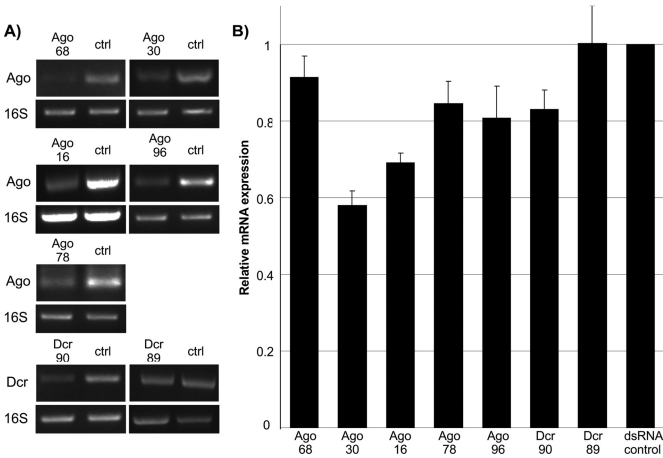 A)
Ago 68 ctrl Ago 30 ctrl
Ago
16S
Ago 16 ctrl Ago 96 ctrl
Ago
16S
Ago 78 ctrl
Ago
16S
Dcr 90 ctrl Dcr 89 ctrl
Dcr
16S
B)
Relative mRNA expression
1
0.8
0.6
0.4
0.2
0
Ago Ago Ago Ago Ago Dcr Dcr dsRNA
68 30 16 78 96 90 89 control